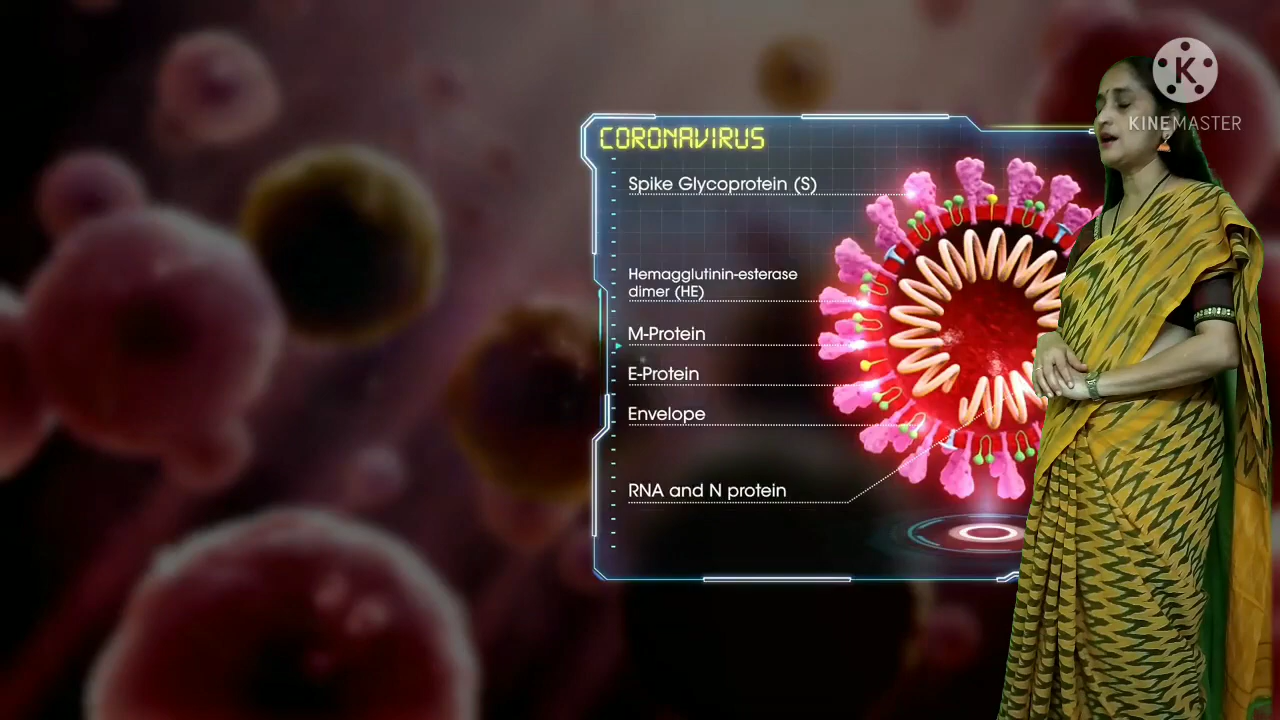 CORONAVIRUS
Spike Glycoprotein (S)
Hemagglutinin-esterase
dimer (HE)
M-Protein
E-Protein
Envelope
RNA and N protein
K
KINEMASTER